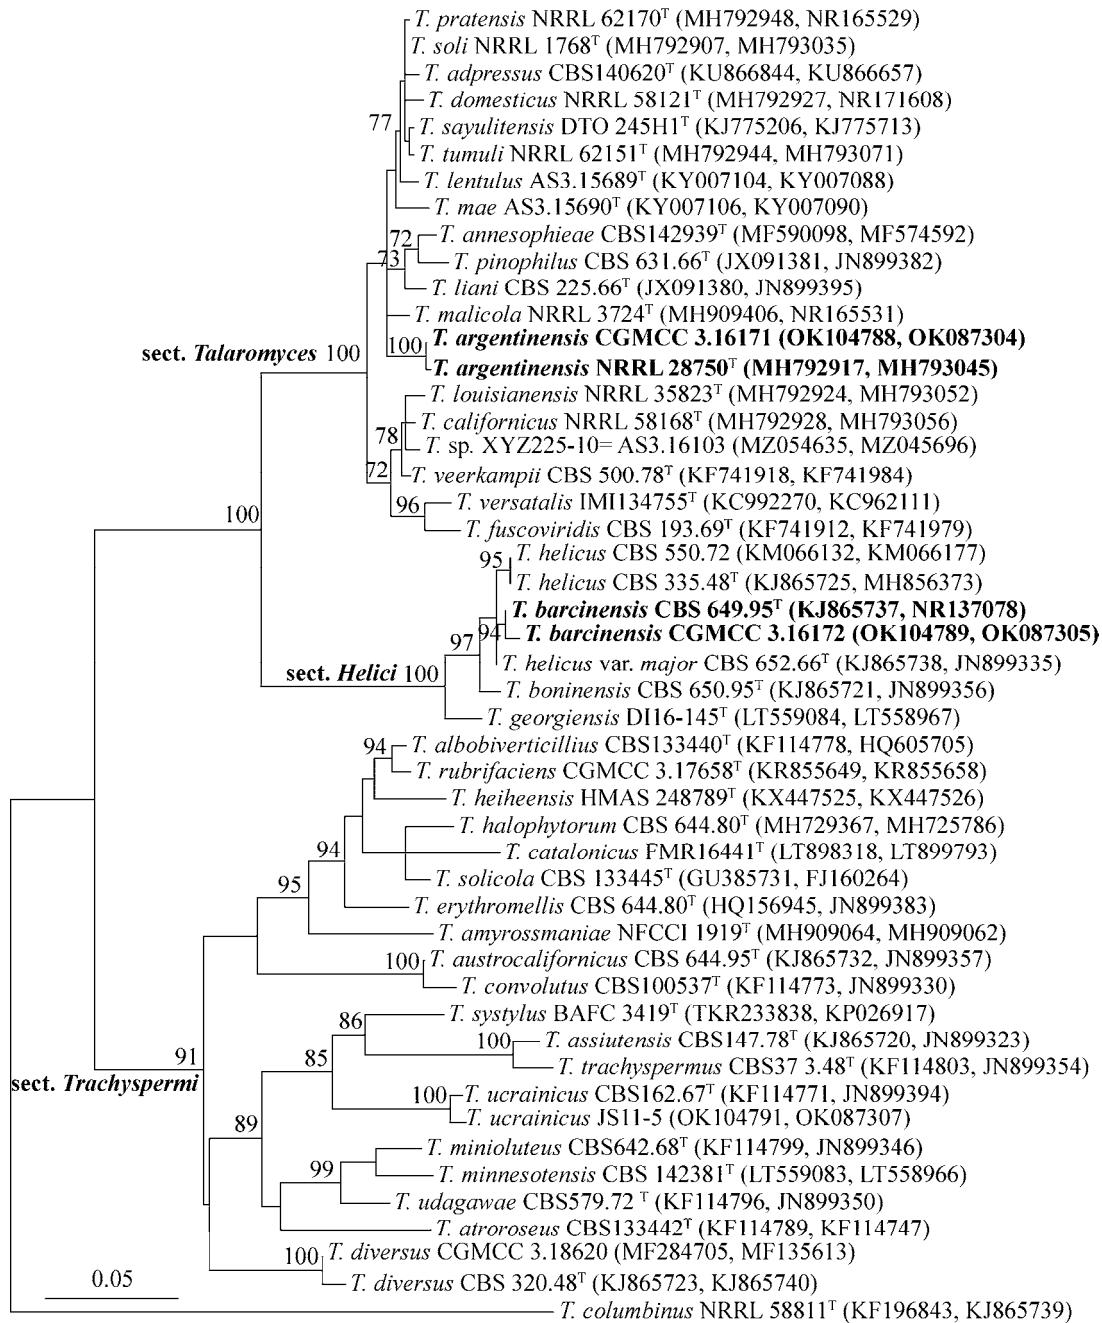 T. pratensis NRRL 62170T (MH792948, NR165529)
T. soli NRRL 1768T (MH792907, MH793035)
T. adpressus CBS140620T (KU866844, KU866657)
T. domesticus NRRL 58121T (MH792927, NR171608)
77
T. sayulitensis DTO 245H1T (KJ775206, KJ775713)
T. tumuli NRRL 62151T (MH792944, MH793071)
T. lentulus AS3.15689T (KY007104, KY007088)
T. mae AS3.15690T (KY007106, KY007090)
72
T. annesophieae CBS142939T (MF590098, MF574592)
73
T. pinophilus CBS 631.66T (JX091381, JN899382)
T. liani CBS 225.66T (JX091380, JN899395)
T. malicola NRRL 3724T (MH909406, NR165531)
T. argentinensis CGMCC 3.16171 (OK104788, OK087304)
sect. Talaromyces 100
100
T. argentinensis NRRL 28750T (MH792917, MH793045)
T. louisianensis NRRL 35823T (MH792924, MH793052)
T. californicus NRRL 58168T (MH792928, MH793056)
78
T. sp. XYZ225-10= AS3.16103 (MZ054635, MZ045696)
72
T. veerkampii CBS 500.78T (KF741918, KF741984)
T. versatalis IMI134755T (KC992270, KC962111)
100
96
T. fuscoviridis CBS 193.69T (KF741912, KF741979)
T. helicus CBS 550.72 (KM066132, KM066177)
95
T. helicus CBS 335.48T (KJ865725, MH856373)
T. barcinensis CBS 649.95T (KJ865737, NR137078)
94
T. barcinensis CGMCC 3.16172 (OK104789, OK087305)
97
T. helicus var. major CBS 652.66T (KJ865738, JN899335)
sect. Helici 100
T. boninensis CBS 650.95T (KJ865721, JN899356)
T. georgiensis DI16-145T (LT559084, LT558967)
94
T. albobiverticillius CBS133440T (KF114778, HQ605705)
T. rubrifaciens CGMCC 3.17658T (KR855649, KR855658)
T. heiheensis HMAS 248789T (KX447525, KX447526)
T. halophytorum CBS 644.80T (MH729367, MH725786)
94
T. catalonicus FMR16441T (LT898318, LT899793)
T. solicola CBS 133445T (GU385731, FJ160264)
95
T. erythromellis CBS 644.80T (HQ156945, JN899383)
T. amyrossmaniae NFCCI 1919T (MH909064, MH909062)
100
T. austrocalifornicus CBS 644.95T (KJ865732, JN899357)
T. convolutus CBS100537T (KF114773, JN899330)
86
T. systylus BAFC 3419T (TKR233838, KP026917)
100
T. assiutensis CBS147.78T (KJ865720, JN899323)
91
85
T. trachyspermus CBS37 3.48T (KF114803, JN899354)
sect. Trachyspermi
100
T. ucrainicus CBS162.67T (KF114771, JN899394)
T. ucrainicus JS11-5 (OK104791, OK087307)
89
T. minioluteus CBS642.68T (KF114799, JN899346)
99
T. minnesotensis CBS 142381T (LT559083, LT558966)
T. udagawae CBS579.72 T (KF114796, JN899350)
T. atroroseus CBS133442T (KF114789, KF114747)
100
T. diversus CGMCC 3.18620 (MF284705, MF135613)
0.05
T. diversus CBS 320.48T (KJ865723, KJ865740)
T. columbinus NRRL 58811T (KF196843, KJ865739)